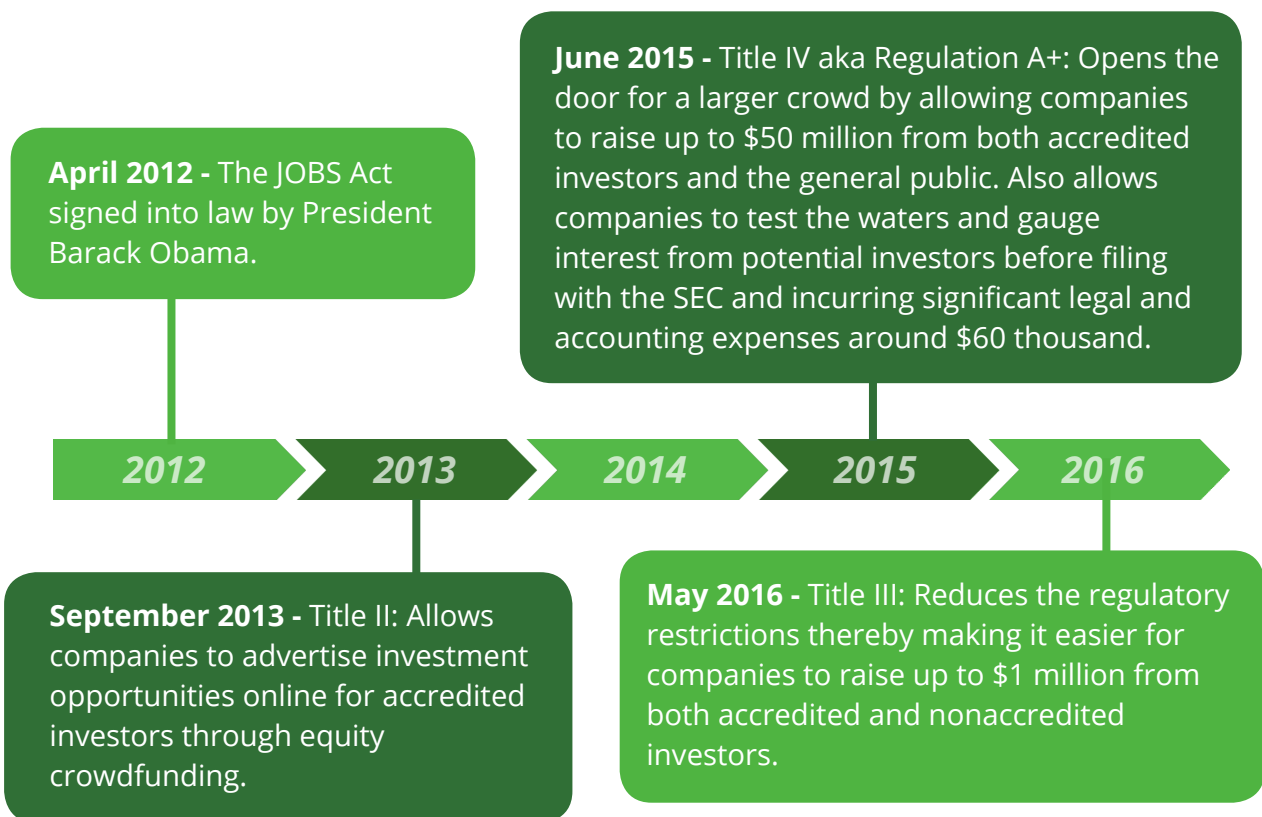 June 2015 - Title IV aka Regulation A+: Opens the
door for a larger crowd by allowing companies
to raise up to $50 million from both accredited
investors and the general public. Also allows
companies to test the waters and gauge
interest from potential investors before filing
with the SEC and incurring significant legal and
accounting expenses around $60 thousand.
April 2012 - The JOBS Act
signed into law by President
Barack Obama.
2012
2013
2014
2015
2016
September 2013 - Title II: Allows
companies to advertise investment
opportunities online for accredited
investors through equity
crowdfunding.
May 2016 - Title III: Reduces the regulatory
restrictions thereby making it easier for
companies to raise up to $1 million from
both accredited and nonaccredited
investors.